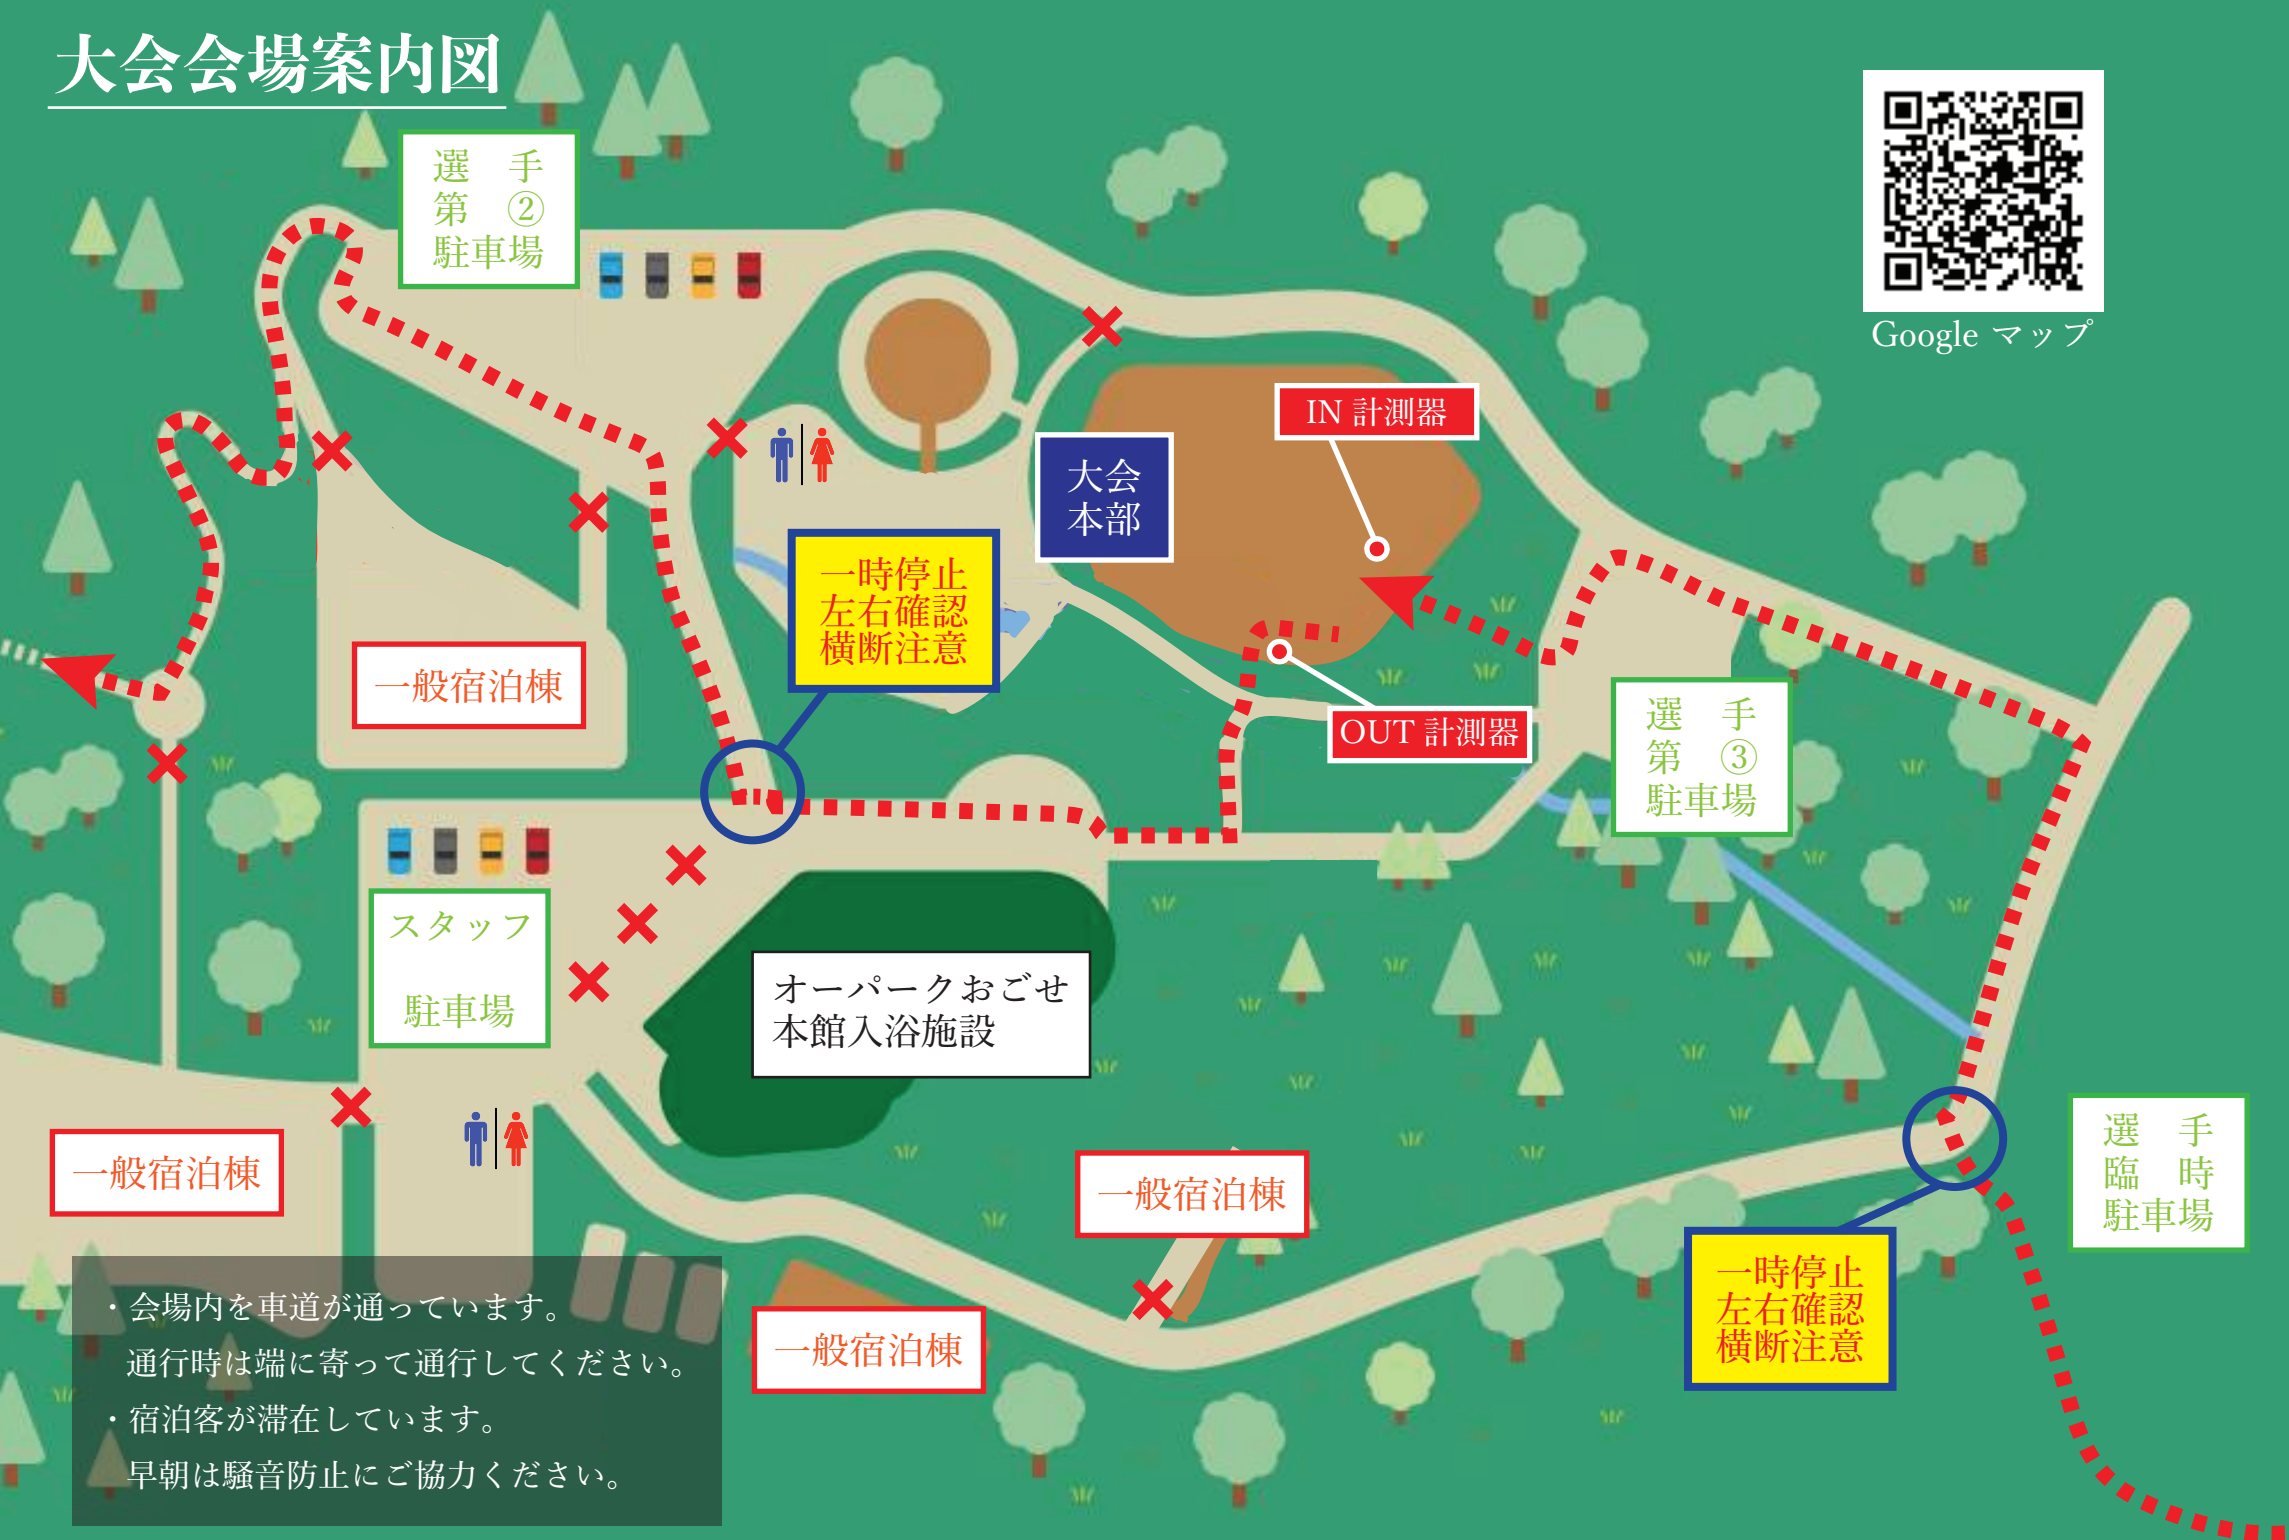 大会会場案内図
選　手
第　②
駐車場
Google マップ
IN 計測器
大会
本部
一時停止
左右確認
横断注意
一般宿泊棟
OUT 計測器
選　手
第　③
駐車場
スタッフ
駐車場
オーパークおごせ
本館入浴施設
選　手
臨　時
駐車場
一般宿泊棟
一般宿泊棟
一時停止
左右確認
横断注意
一般宿泊棟
・会場内を車道が通っています。
通行時は端に寄って通行してください。
・宿泊客が滞在しています。
早朝は騒音防止にご協力ください。